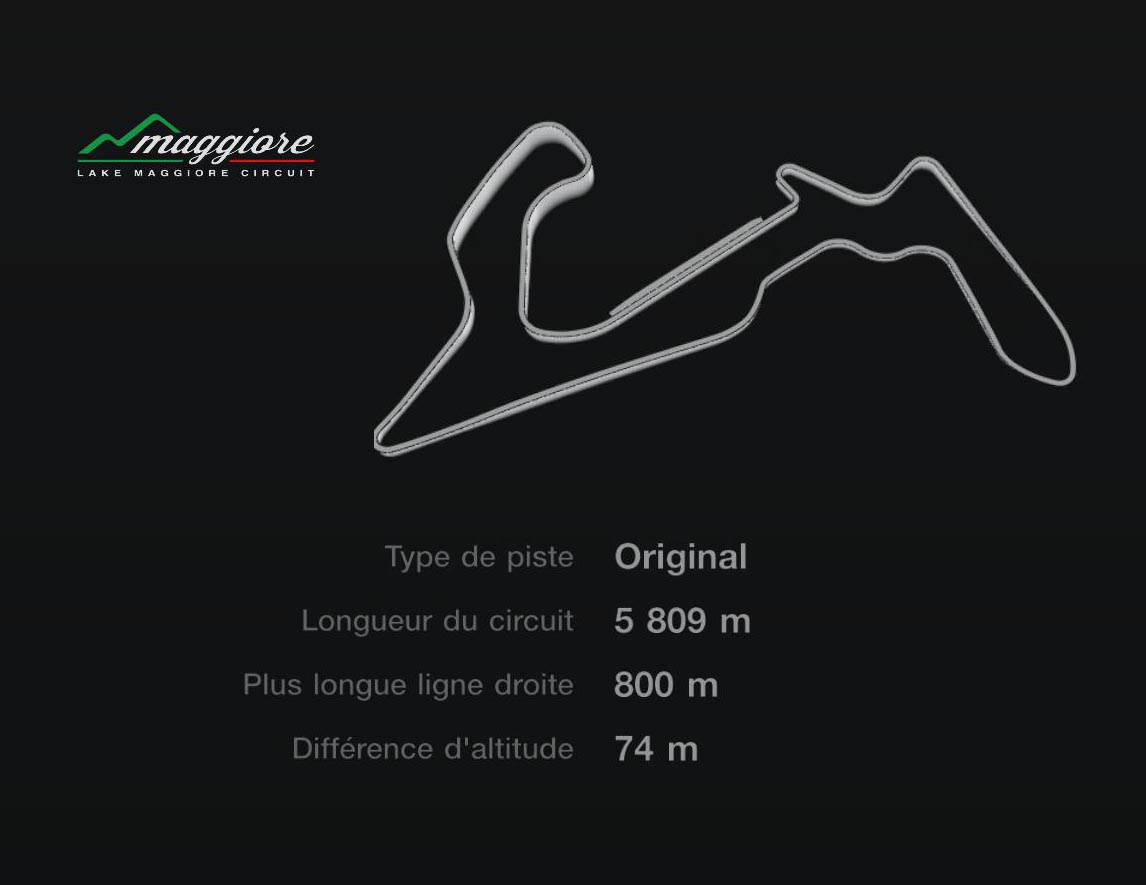 maggiore
LAKE MAGGIORE CIRCUIT
Type de piste Original
Longueur du circuit 5 809 m
Plus longue ligne droite 800 m
Différence d'altitude 74 m